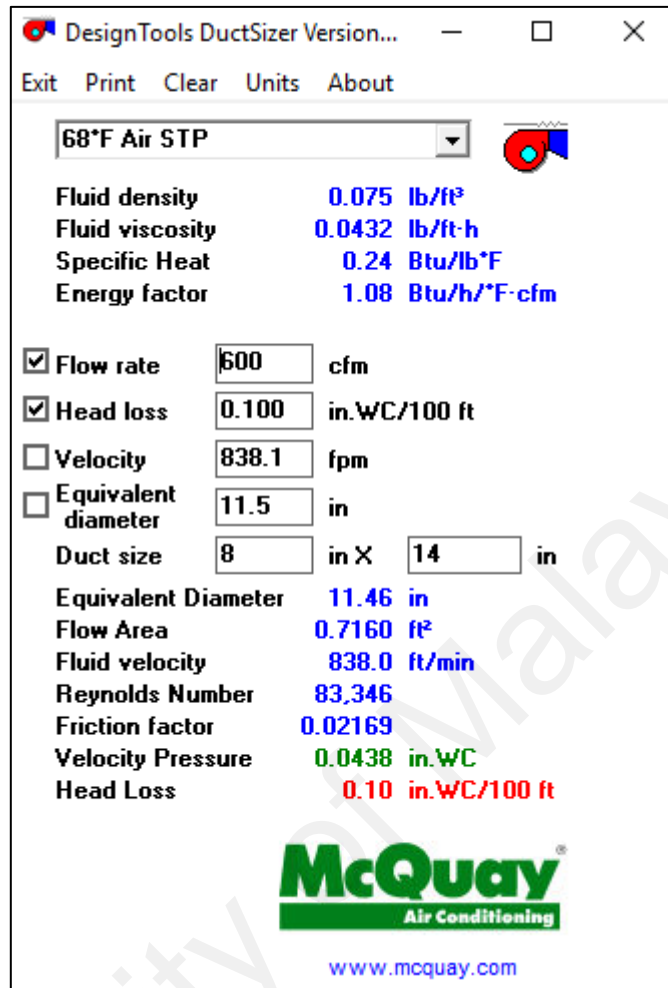 DesignTools DuctSizer Version...
Exit Print Clear Units About
68°F Air STP
Fluid density 0.075 lb/ft³
Fluid viscosity 0.0432 lb/ft·h
Specific Heat 0.24 Btu/lb°F
Energy factor 1.08 Btu/h/°F·cfm
Flow rate 600 cfm
Head loss 0.100 in.WC/100 ft
Velocity 838.1 fpm
Equivalent
diameter 11.5 in
Duct size 8 in X 14 in
Equivalent Diameter 11.46 in
Flow Area 0.7160 ft²
Fluid velocity 838.0 ft/min
Reynolds Number 83,346
Friction factor 0.02169
Velocity Pressure 0.0438 in.WC
Head Loss 0.10 in.WC/100 ft
McQuay®
Air Conditioning
www.mcquay.com
of Malay